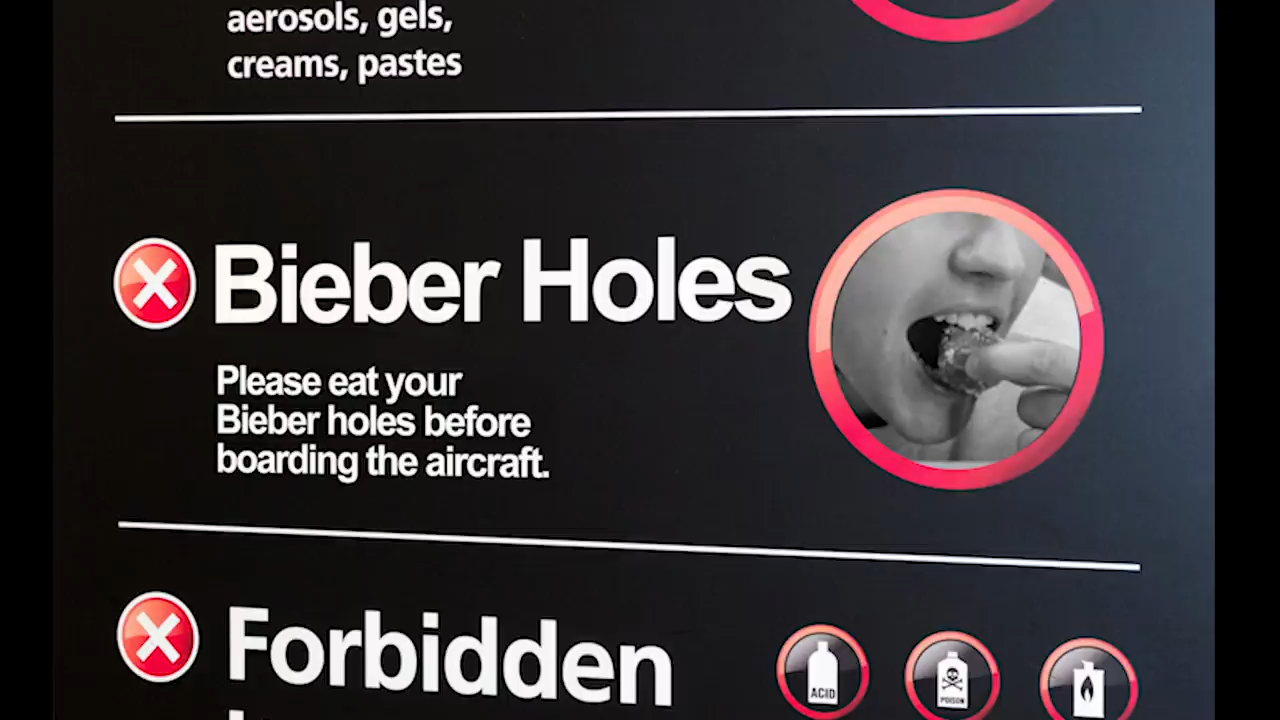 aerosols, gels,
creams, pastes
Bieber Holes
Please eat your
Bieber holes before
boarding the aircraft.
Forbidden
ACID
POISON